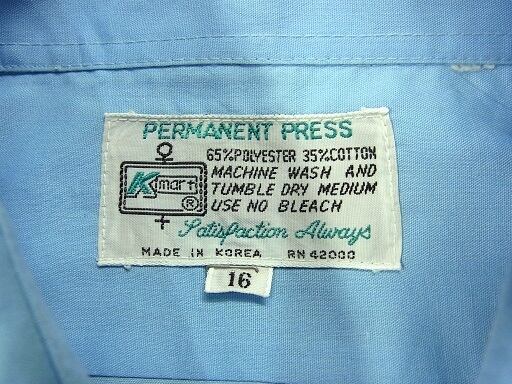 PERMANENT PRESS
65%POLYESTER 35%COTTON
MACHINE WASH AND
TUMBLE DRY MEDIUM
USE NO BLEACH
Kmart ®
Satisfaction Always
MADE IN KOREA RN 42000
16